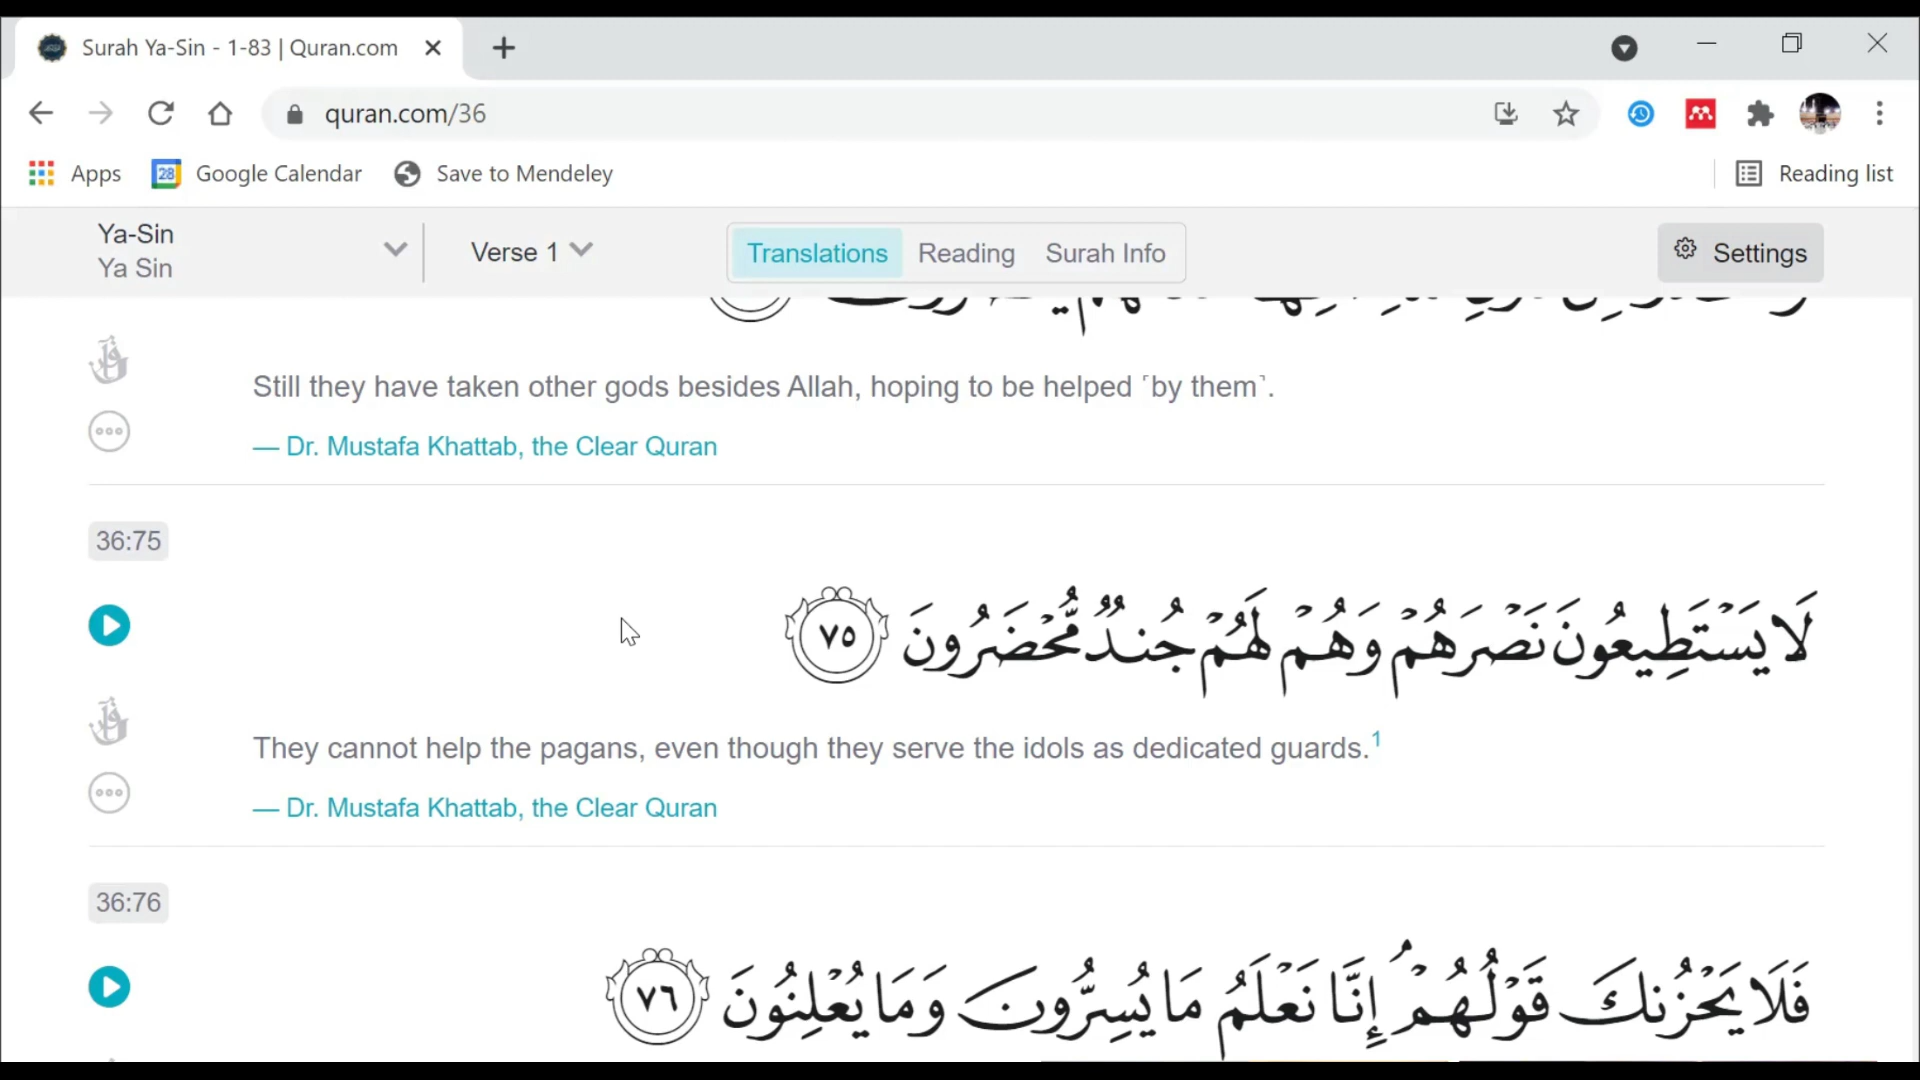 Surah Ya-Sin - 1-83 | Quran.com
quran.com/36
Apps
28 Google Calendar
Save to Mendeley
Reading list
Ya-Sin
Ya Sin
Verse 1
Translations Reading Surah Info
Settings
Still they have taken other gods besides Allah, hoping to be helped ˹by them˺.
— Dr. Mustafa Khattab, the Clear Quran
36:75
لَا يَسْتَطِيعُونَ نَصْرَهُمْ وَهُمْ لَهُمْ جُندٌ مُّحْضَرُونَ ٧٥
They cannot help the pagans, even though they serve the idols as dedicated guards.1
— Dr. Mustafa Khattab, the Clear Quran
36:76
فَلَا يَحْزُنكَ قَوْلُهُمْ ۘ إِنَّا نَعْلَمُ مَا يُسِرُّونَ وَمَا يُعْلِنُونَ ٧٦